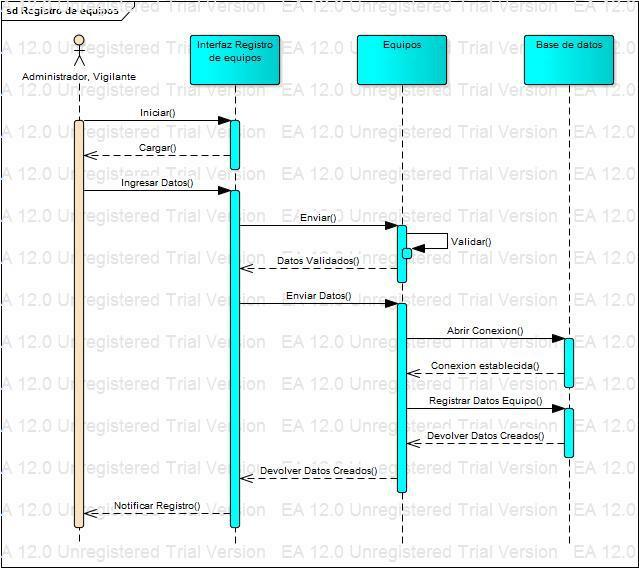 sd Registro de equipos
Administrador, Vigilante
Interfaz Registro
de equipos
Equipos
Base de datos
Iniciar()
Cargar()
Ingresar Datos()
Enviar()
Validar()
Datos Validados()
Enviar Datos()
Abrir Conexion()
Conexion establecida()
Registrar Datos Equipo()
Devolver Datos Creados()
Devolver Datos Creados()
Notificar Registro()
EA 12.0 Unregistered Trial Version